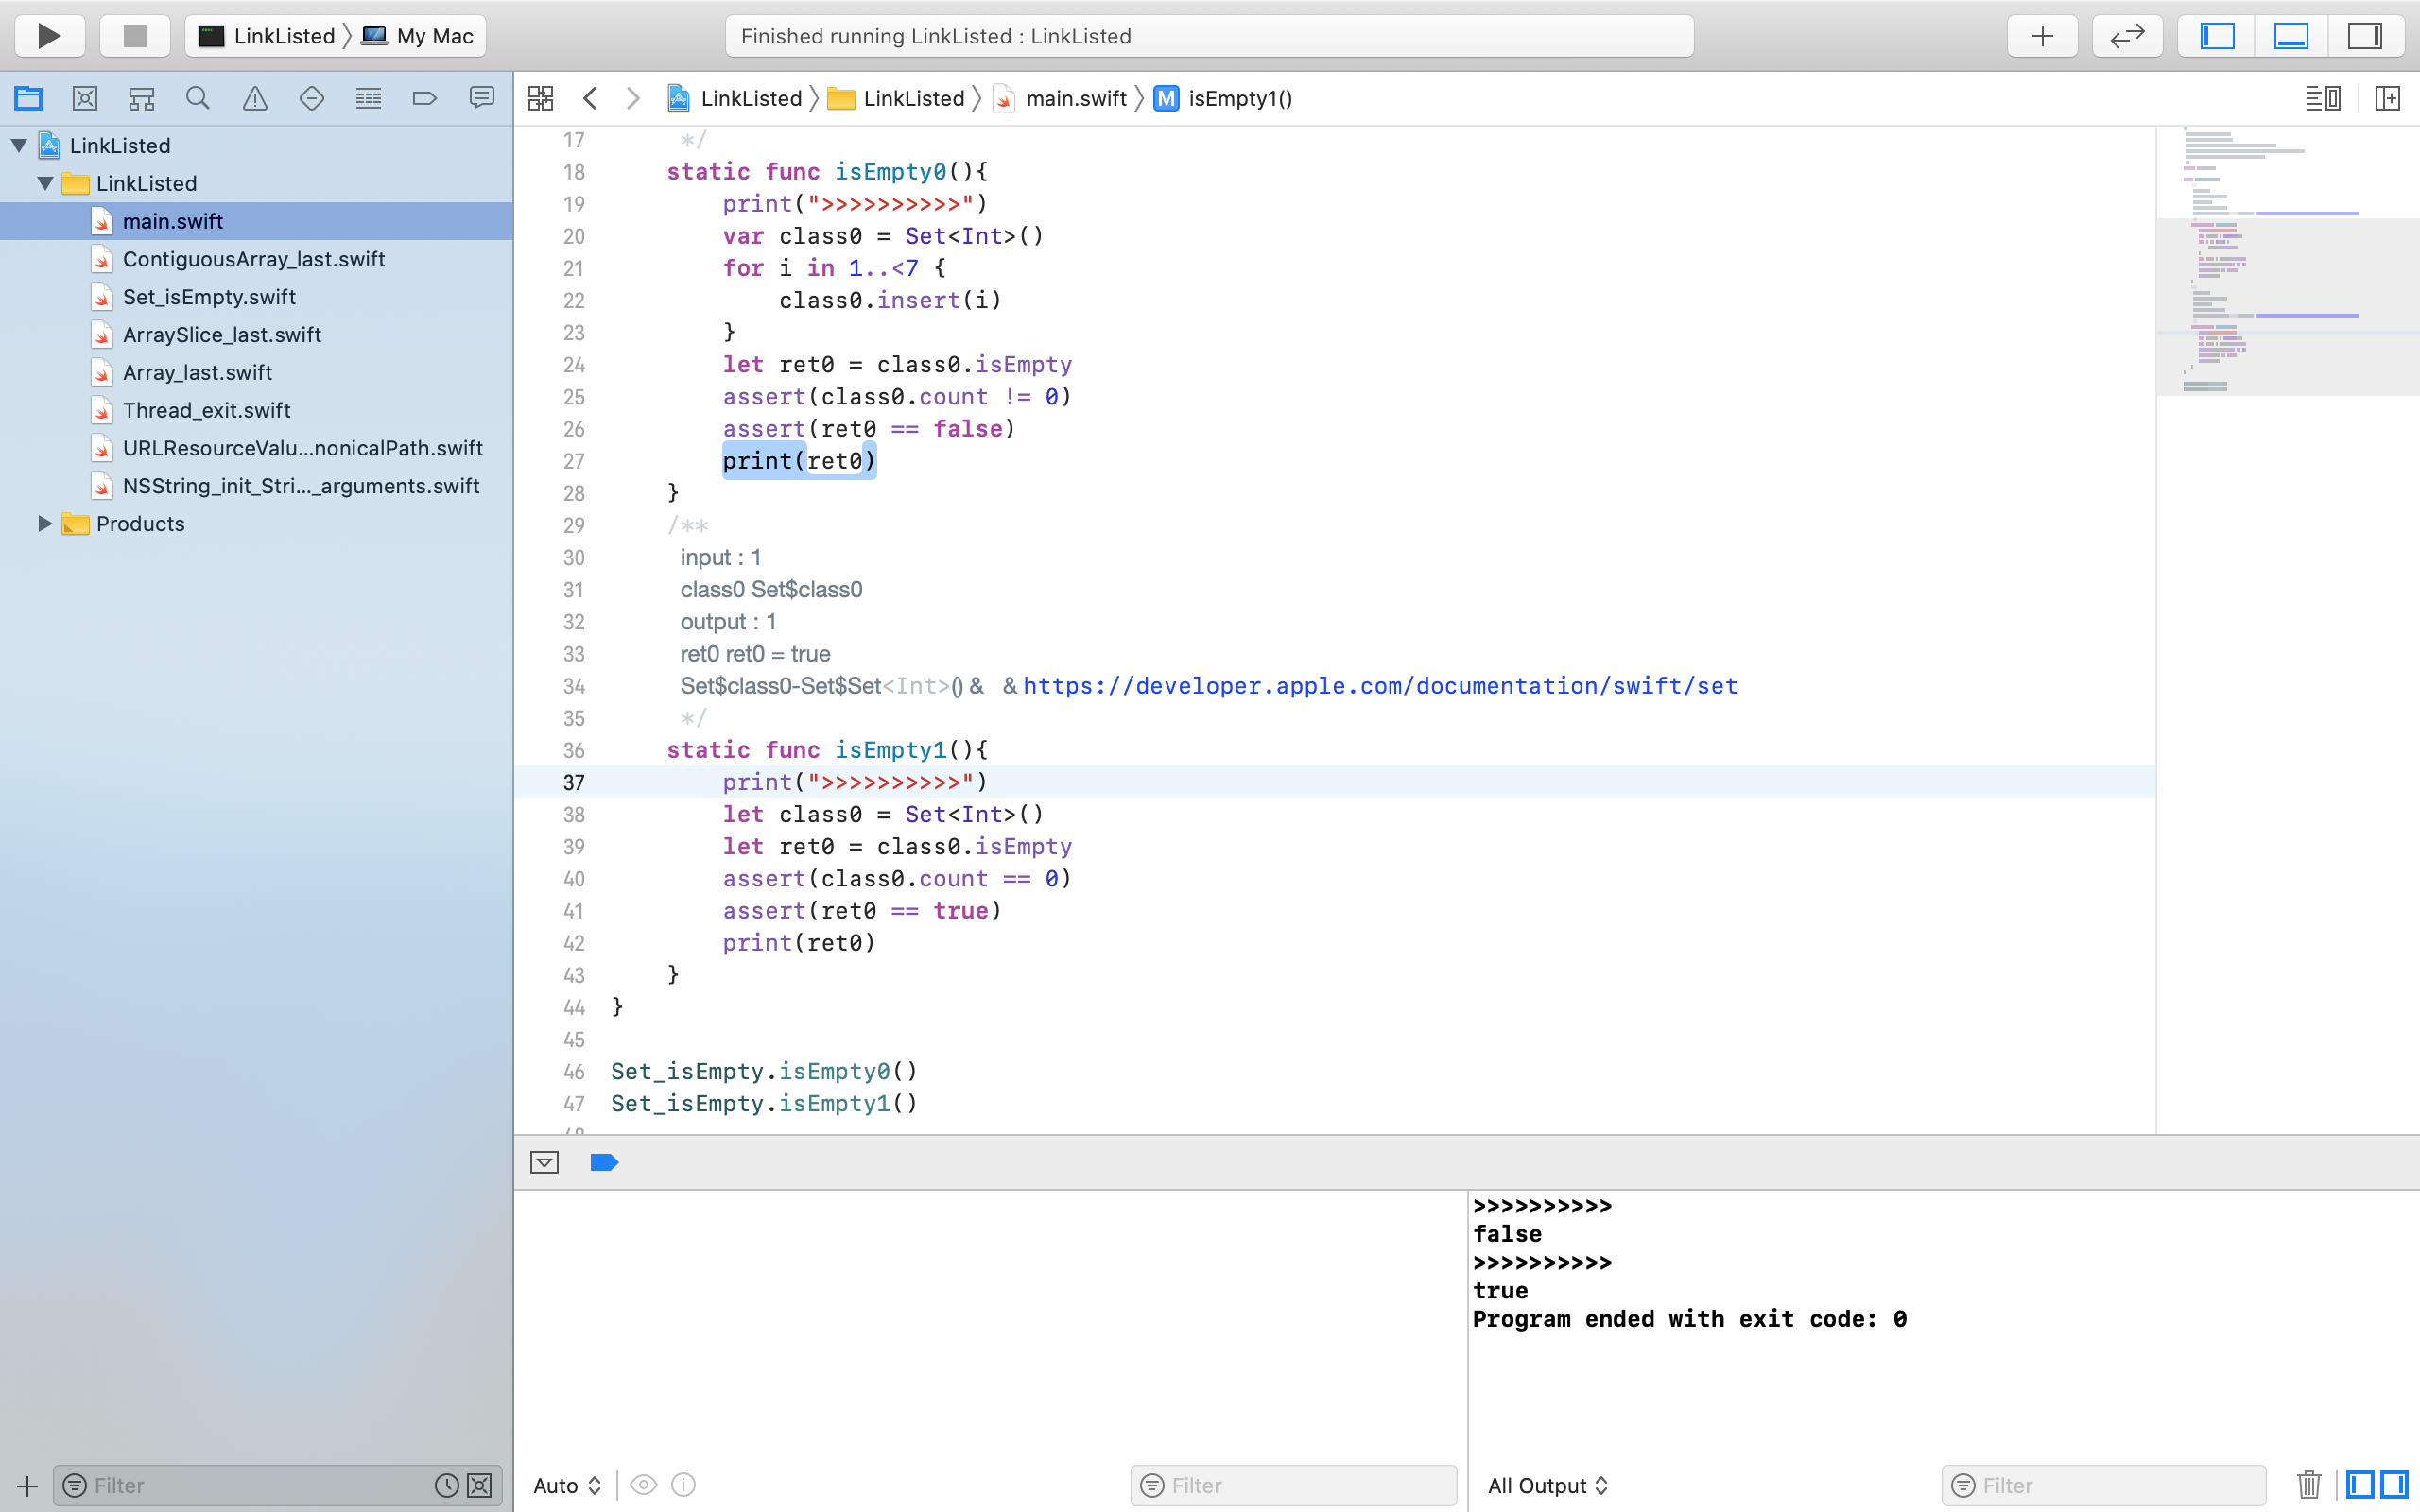 LinkListed 〉 My Mac
Finished running LinkListed : LinkListed
LinkListed 〉 LinkListed 〉 main.swift 〉 M isEmpty1()
LinkListed
LinkListed
main.swift
ContiguousArray_last.swift
Set_isEmpty.swift
ArraySlice_last.swift
Array_last.swift
Thread_exit.swift
URLResourceValu...nonicalPath.swift
NSString_init_Stri..._arguments.swift
Products
Filter
17 */
18 static func isEmpty0(){
19 print(">>>>>>>>>>")
20 var class0 = Set<Int>()
21 for i in 1..<7 {
22 class0.insert(i)
23 }
24 let ret0 = class0.isEmpty
25 assert(class0.count != 0)
26 assert(ret0 == false)
27 print(ret0)
28 }
29 /**
30 input : 1
31 class0 Set$class0
32 output : 1
33 ret0 ret0 = true
34 Set$class0-Set$Set<Int>() & & https://developer.apple.com/documentation/swift/set
35 */
36 static func isEmpty1(){
37 print(">>>>>>>>>>")
38 let class0 = Set<Int>()
39 let ret0 = class0.isEmpty
40 assert(class0.count == 0)
41 assert(ret0 == true)
42 print(ret0)
43 }
44 }
45
46 Set_isEmpty.isEmpty0()
47 Set_isEmpty.isEmpty1()
>>>>>>>>>>
false
>>>>>>>>>>
true
Program ended with exit code: 0
Auto
Filter
All Output
Filter